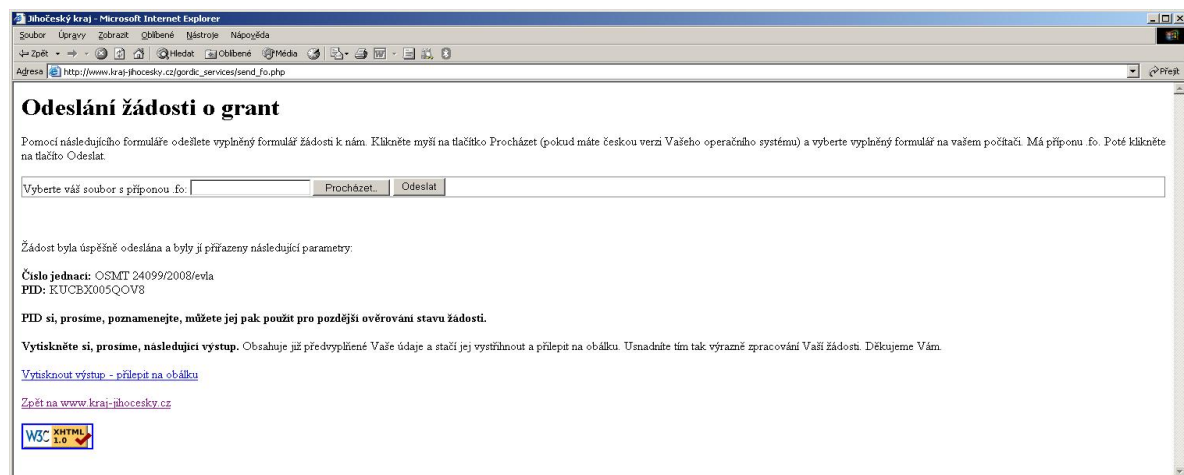 Jihočeský kraj - Microsoft Internet Explorer
Soubor Úpravy Zobrazit Oblíbené Nástroje Nápověda
Zpět Hledat Oblíbené Média
Adresa http://www.kraj-jihocesky.cz/gordic_services/send_fo.php Přejít
Odeslání žádosti o grant
Pomocí následujícího formuláře odešlete vyplněný formulář žádosti k nám. Klikněte myší na tlačítko Procházet (pokud máte českou verzi Vašeho operačního systému) a vyberte vyplněný formulář na vašem počítači. Má příponu .fo. Poté klikněte
na tlačíto Odeslat.
Vyberte váš soubor s příponou .fo: Procházet... Odeslat
Žádost byla úspěšně odeslána a byly jí přiřazeny následující parametry:
Číslo jednací: OSMT 24099/2008/evla
PID: KUCBX005QOV8
PID si, prosíme, poznamenejte, můžete jej pak použít pro pozdější ověrování stavu žádosti.
Vytiskněte si, prosíme, následující výstup. Obsahuje již předvyplńené Vaše údaje a stačí jej vystřihnout a přilepit na obálku. Usnadníte tím tak výrazně zpracování Vaší žádosti. Děkujeme Vám.
Vytisknout výstup - přilepit na obálku
Zpět na www.kraj-jihocesky.cz
W3C XHTML
1.0